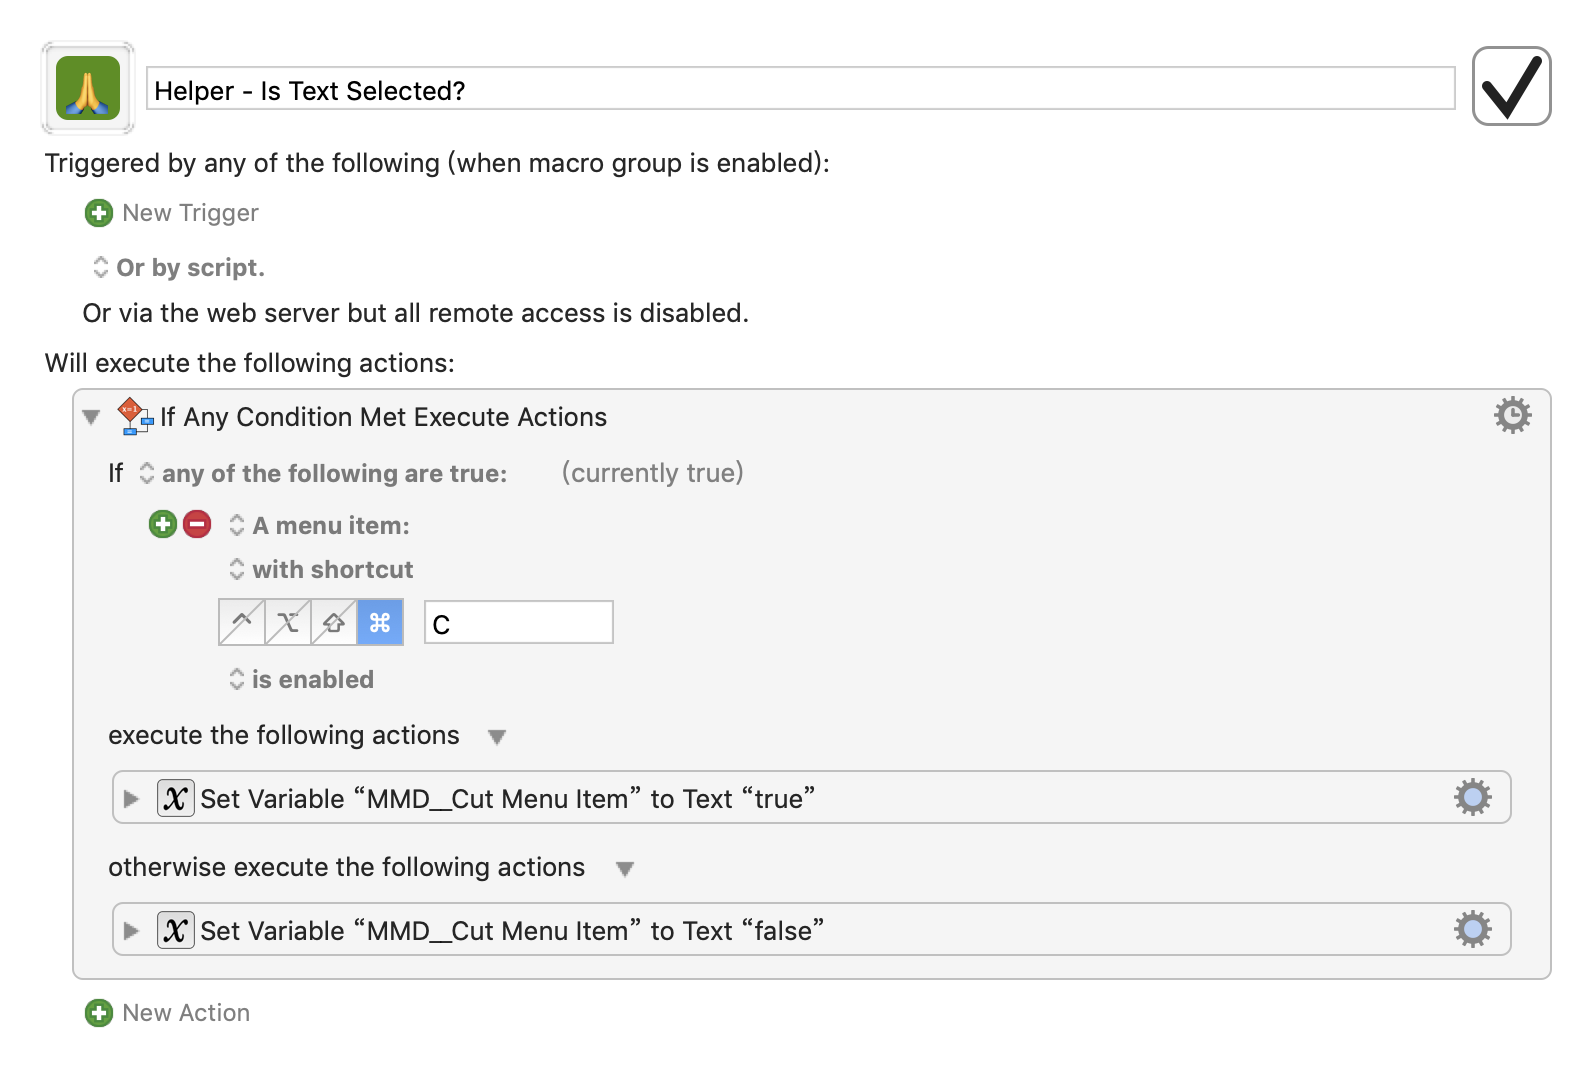 Helper - Is Text Selected?
Triggered by any of the following (when macro group is enabled):
New Trigger
Or by script.
Or via the web server but all remote access is disabled.
Will execute the following actions:
If Any Condition Met Execute Actions
If any of the following are true: (currently true)
A menu item:
with shortcut
⌃ ⌥ ⇧ ⌘ C
is enabled
execute the following actions
Set Variable “MMD__Cut Menu Item” to Text “true”
otherwise execute the following actions
Set Variable “MMD__Cut Menu Item” to Text “false”
New Action